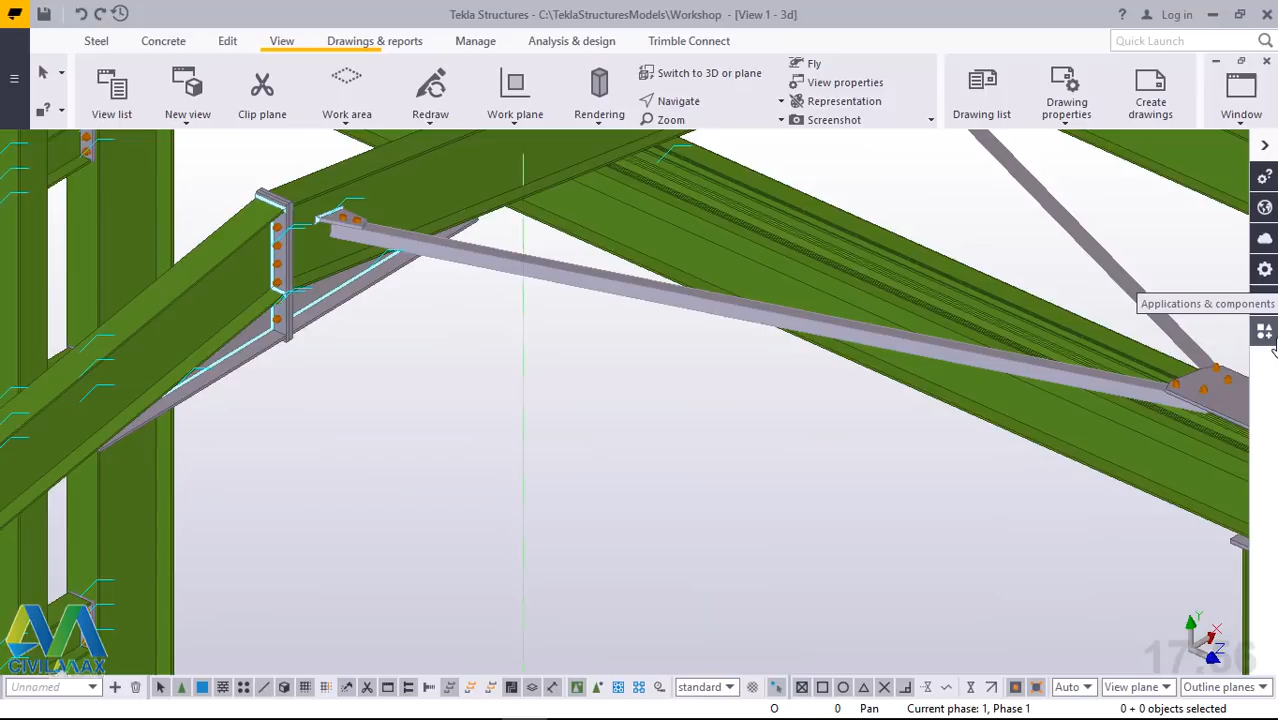 Tekla Structures - C:\TeklaStructuresModels\Workshop - [View 1 - 3d]
Log in
Steel
Concrete
Edit
View
Drawings & reports
Manage
Analysis & design
Trimble Connect
Quick Launch
View list
New view
Clip plane
Work area
Redraw
Work plane
Rendering
Switch to 3D or plane
Navigate
Zoom
Fly
View properties
Representation
Screenshot
Drawing list
Drawing properties
Create drawings
Window
Applications & components
Y
X
Z
CIVILMAX
Unnamed
standard
Auto
View plane
Outline planes
O
0
Pan
Current phase: 1, Phase 1
0 + 0 objects selected